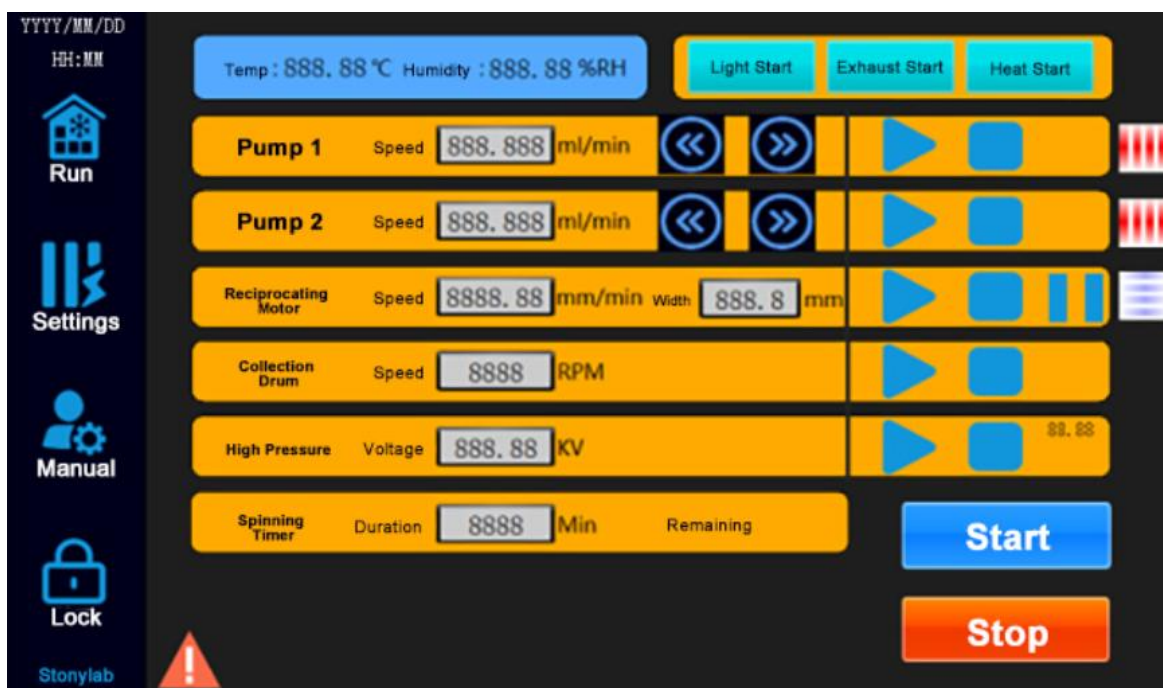 YYYY/MM/DD
HH:MM
Run
Settings
Manual
Lock
Stonylab
Temp : 888. 88 ℃ Humidity : 888. 88 %RH
Light Start Exhaust Start Heat Start
Pump 1 Speed 888. 888 ml/min
Pump 2 Speed 888. 888 ml/min
Reciprocating
Motor
Speed 8888. 88 mm/min Width 888. 8 mm
Collection
Drum
Speed 8888 RPM
High Pressure Voltage 888. 88 KV 88. 88
Spinning
Timer
Duration 8888 Min Remaining
Start
Stop